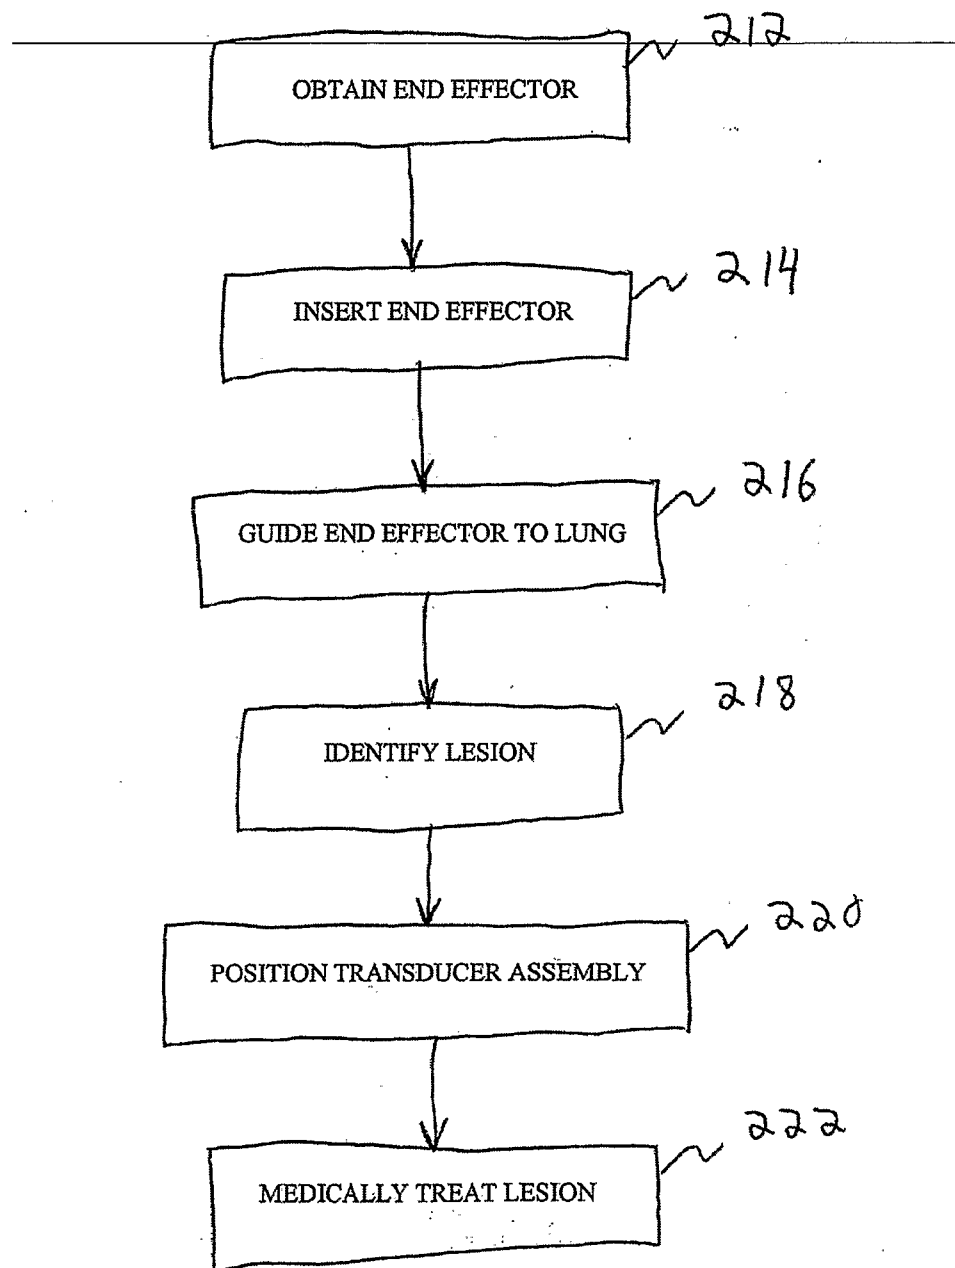 212
OBTAIN END EFFECTOR
214
INSERT END EFFECTOR
216
GUIDE END EFFECTOR TO LUNG
218
IDENTIFY LESION
220
POSITION TRANSDUCER ASSEMBLY
222
MEDICALLY TREAT LESION